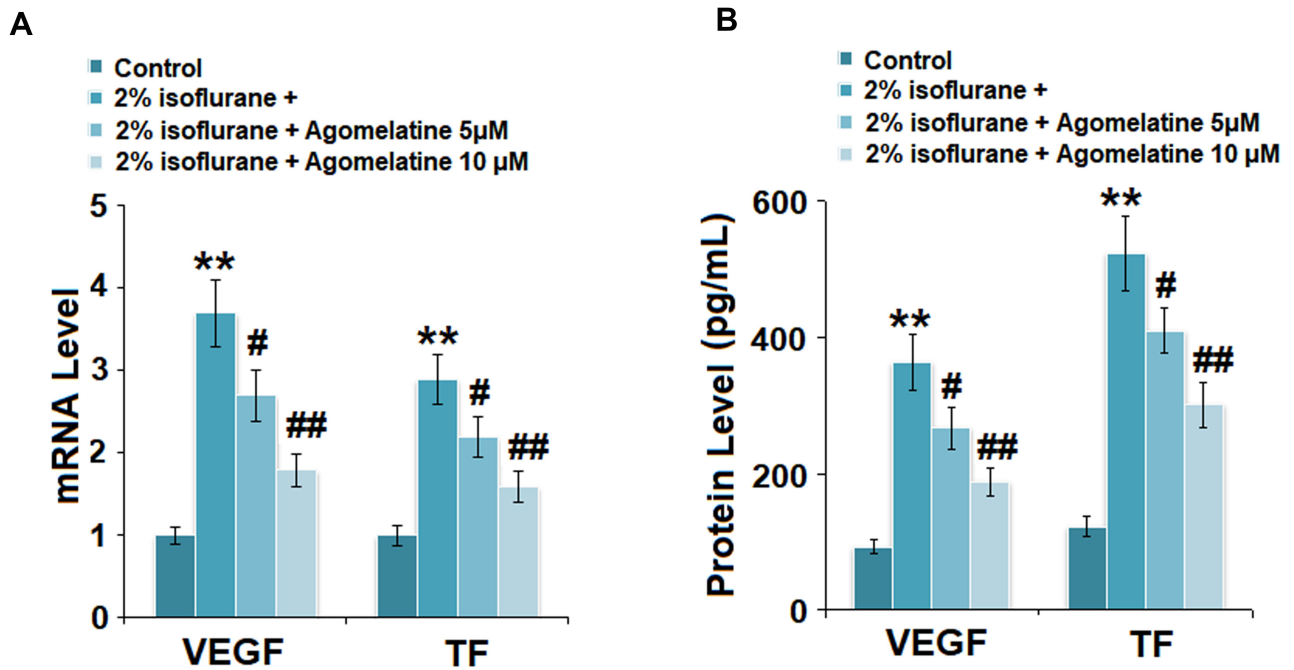 A
Control
2% isoflurane +
2% isoflurane + Agomelatine 5µM
2% isoflurane + Agomelatine 10 µM
mRNA Level
5
4
3
2
1
0
**
#
##
**
#
##
VEGF
TF
B
Control
2% isoflurane +
2% isoflurane + Agomelatine 5µM
2% isoflurane + Agomelatine 10 µM
Protein Level (pg/mL)
600
400
200
0
**
#
##
**
#
##
VEGF
TF